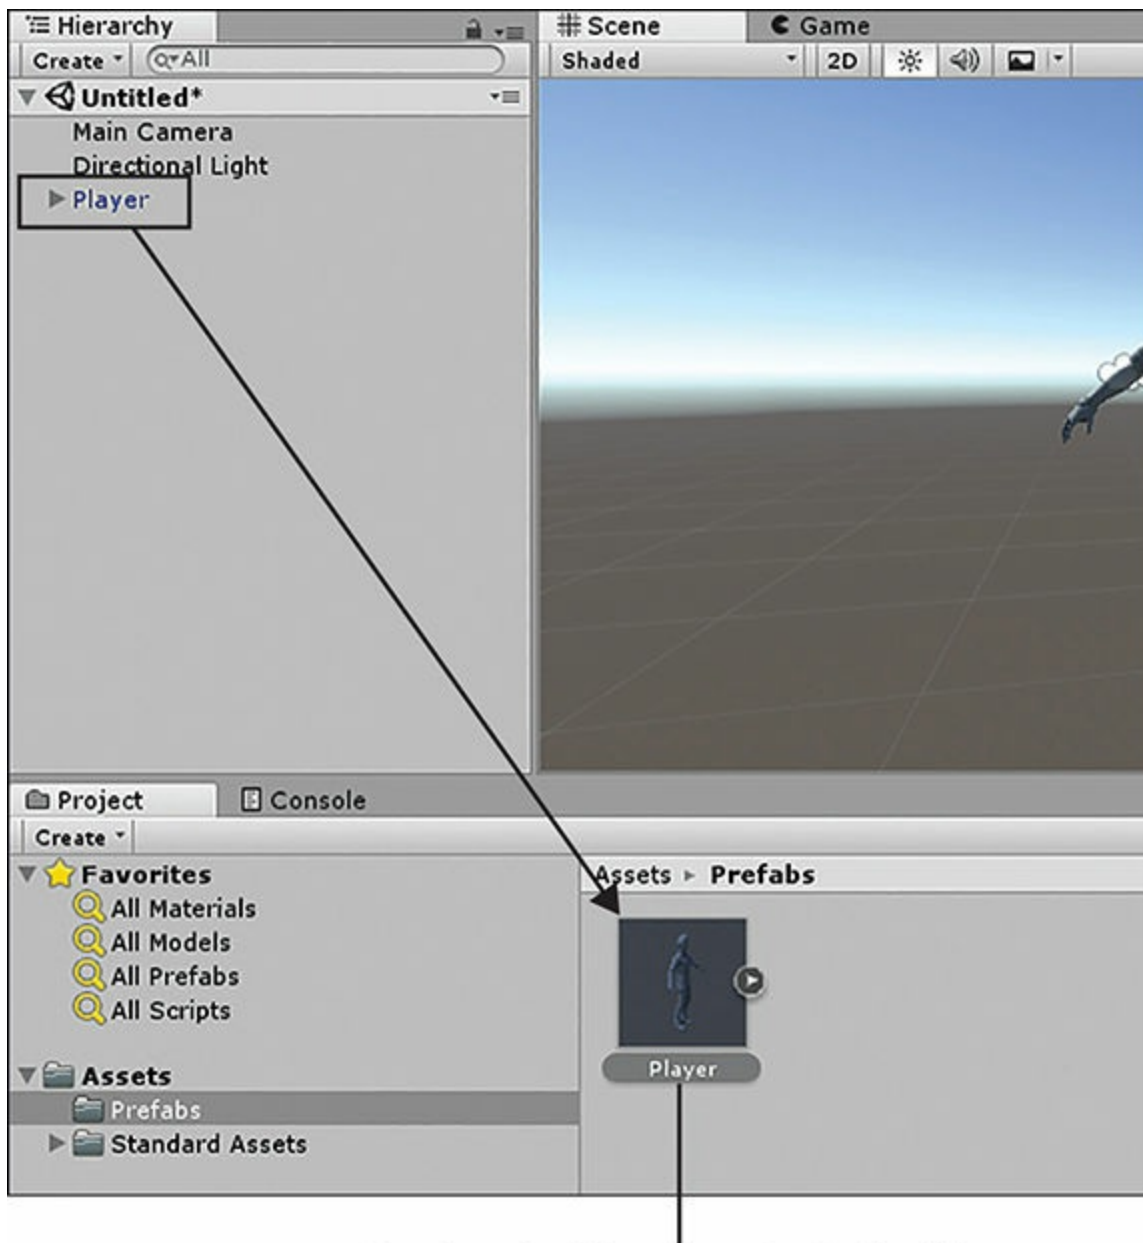 Hierarchy
Create
All
Untitled*
Main Camera
Directional Light
Player
Scene
Game
Shaded
2D
Project
Console
Create
Favorites
All Materials
All Models
All Prefabs
All Scripts
Assets
Prefabs
Standard Assets
Assets ▸ Prefabs
Player